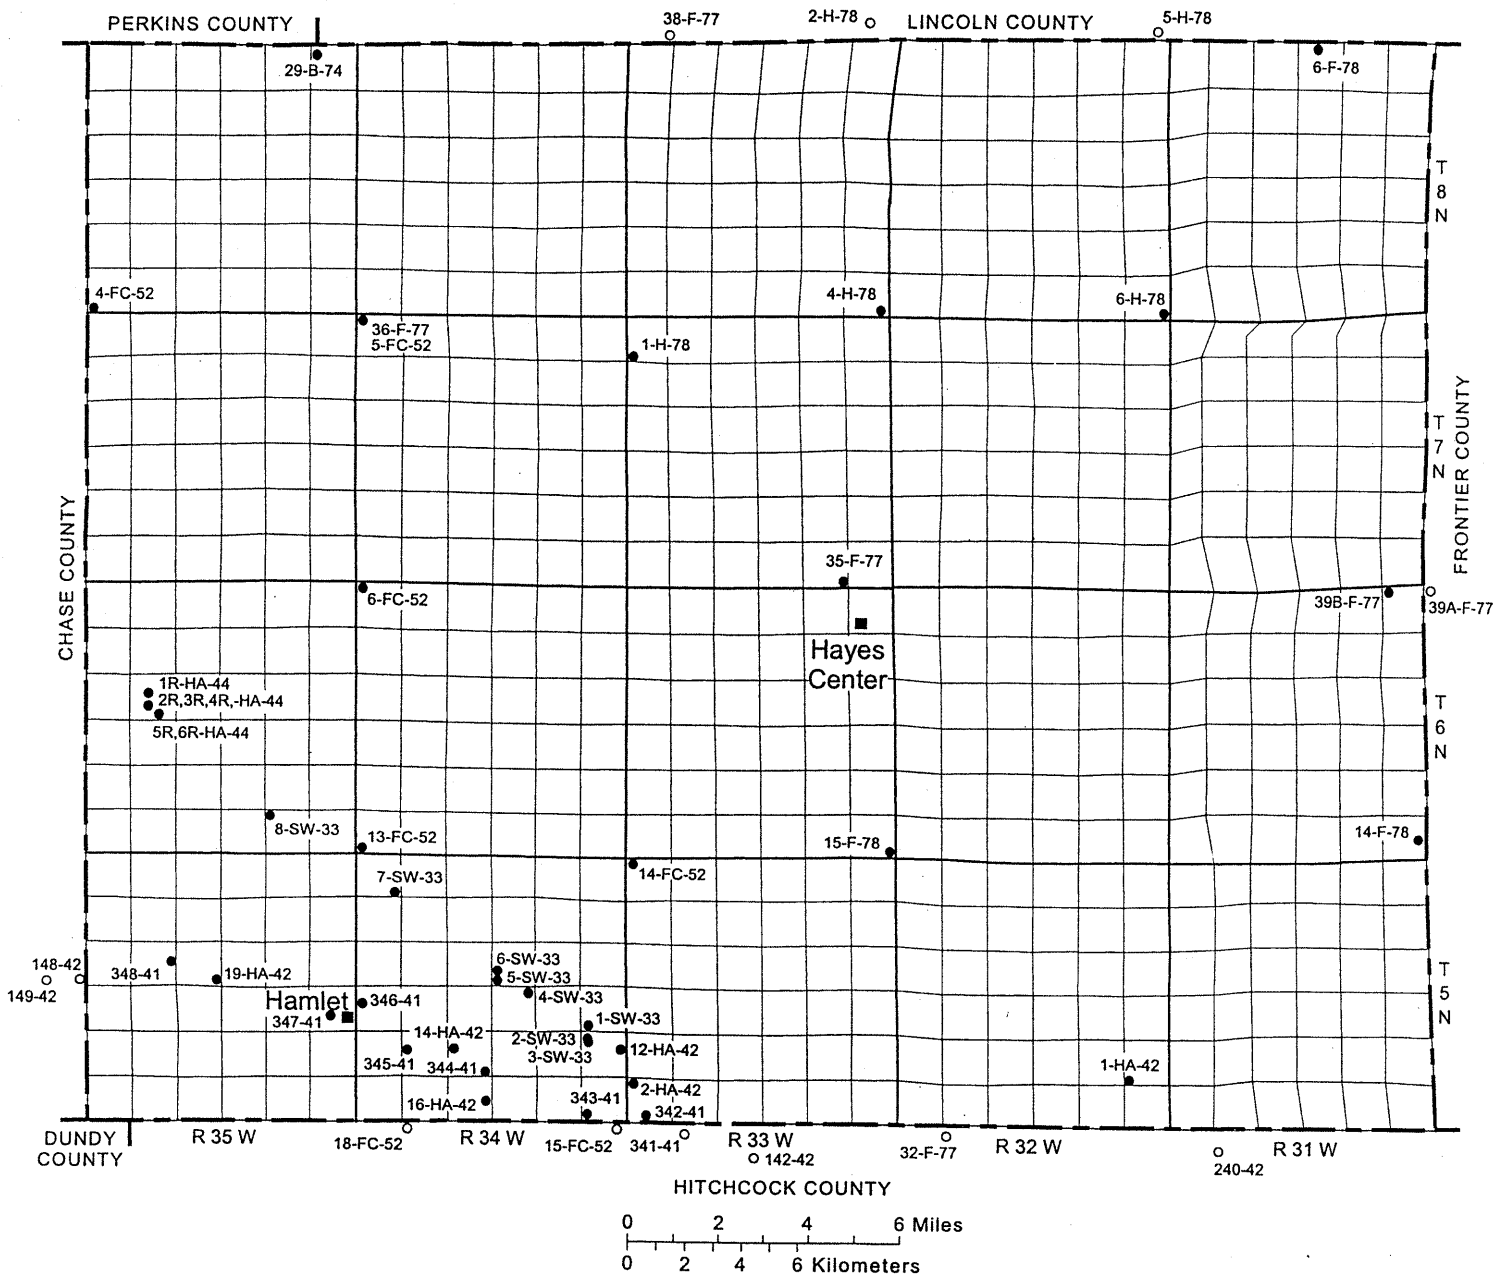 PERKINS COUNTY
38-F-77
2-H-78
LINCOLN COUNTY
5-H-78
29-B-74
6-F-78
T
8
N
4-FC-52
4-H-78
6-H-78
36-F-77
5-FC-52
1-H-78
T
7
N
FRONTIER COUNTY
CHASE COUNTY
35-F-77
6-FC-52
39B-F-77
39A-F-77
Hayes
Center
1R-HA-44
2R,3R,4R,-HA-44
5R,6R-HA-44
T
6
N
8-SW-33
13-FC-52
15-F-78
14-F-78
7-SW-33
14-FC-52
148-42
149-42
348-41
19-HA-42
6-SW-33
5-SW-33
4-SW-33
T
5
N
Hamlet
346-41
347-41
1-SW-33
14-HA-42
2-SW-33
3-SW-33
12-HA-42
345-41
344-41
1-HA-42
2-HA-42
16-HA-42
343-41
342-41
DUNDY
COUNTY
R 35 W
18-FC-52
R 34 W
15-FC-52
341-41
R 33 W
142-42
32-F-77
R 32 W
240-42
R 31 W
HITCHCOCK COUNTY
0 2 4 6 Miles
0 2 4 6 Kilometers